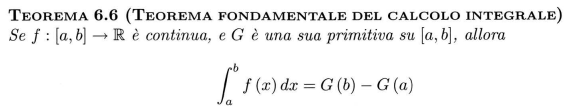 TEOREMA 6.6 (TEOREMA FONDAMENTALE DEL CALCOLO INTEGRALE)
Se f : [a, b] → ℝ è continua, e G è una sua primitiva su [a, b], allora
∫_a^b f (x) dx = G (b) − G (a)